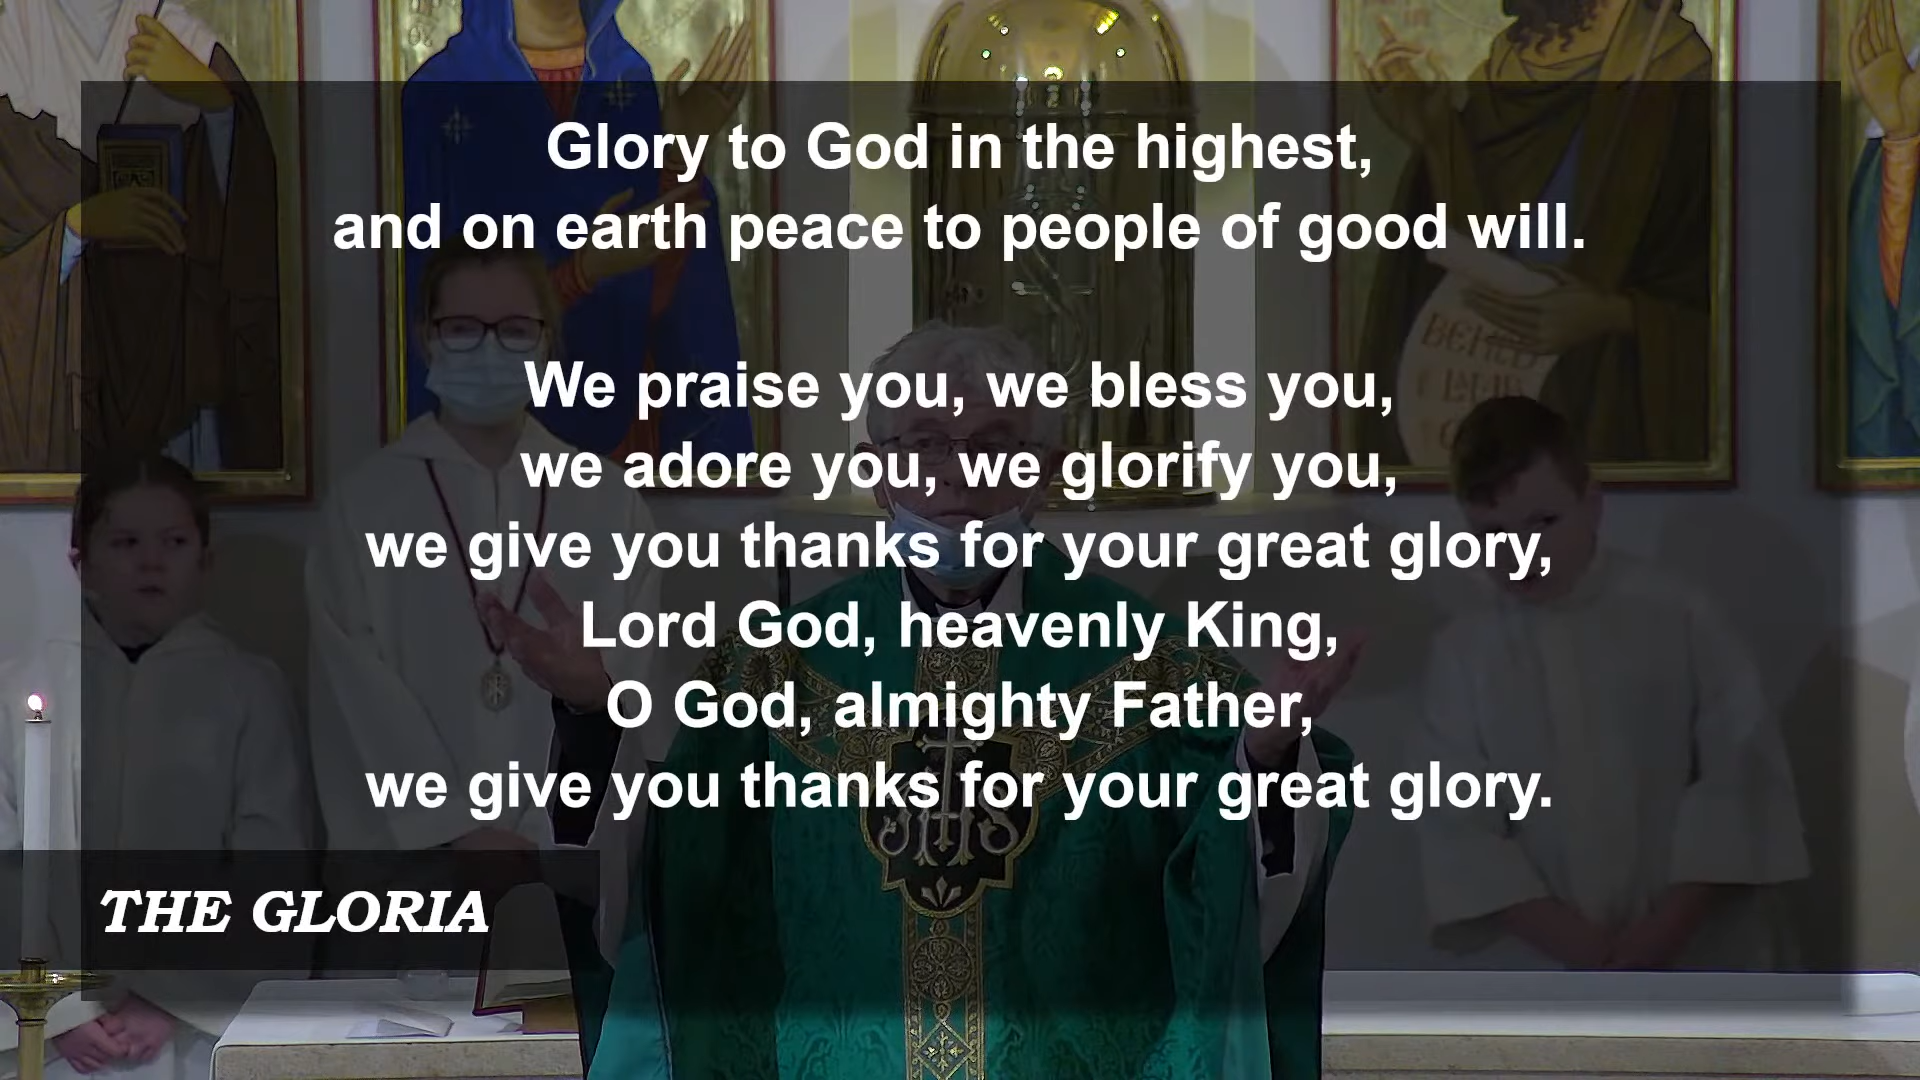 Glory to God in the highest,
and on earth peace to people of good will.
We praise you, we bless you,
we adore you, we glorify you,
we give you thanks for your great glory,
Lord God, heavenly King,
O God, almighty Father,
we give you thanks for your great glory.
IHS
THE GLORIA